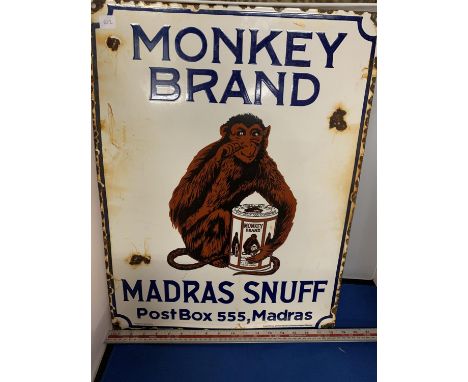 MONKEY
BRAND
MONKEY
BRAND
MADRAS SNUFF
Post Box 555, Madras